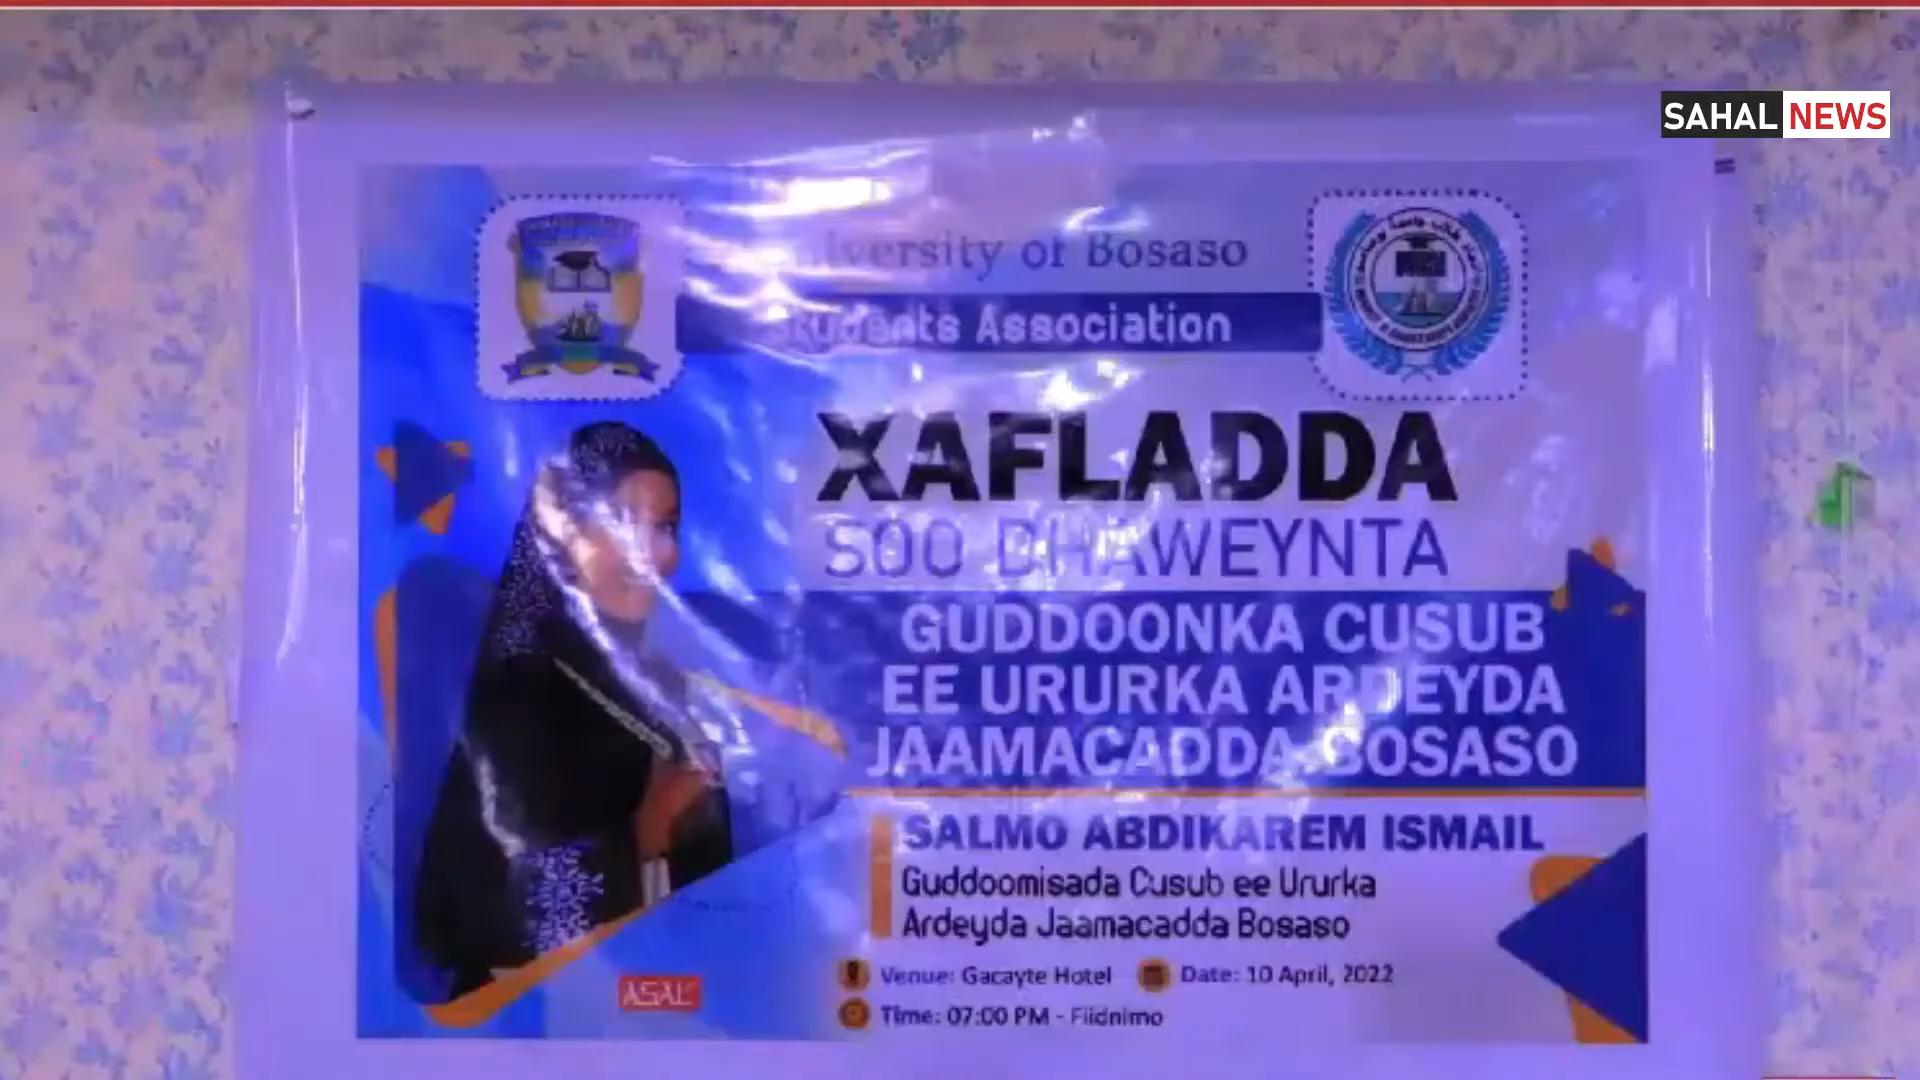 SAHAL NEWS
University of Bosaso
Students Association
XAFLADDA
SOO DHAWEYNTA
GUDDOONKA CUSUB
EE URURKA ARDEYDA
JAAMACADDA BOSASO
SALMO ABDIKAREM ISMAIL
Guddoomisada Cusub ee Ururka
Ardeyda Jaamacadda Bosaso
Venue: Gacayte Hotel Date: 10 April, 2022
Time: 07:00 PM - Fiidnimo
ASAL